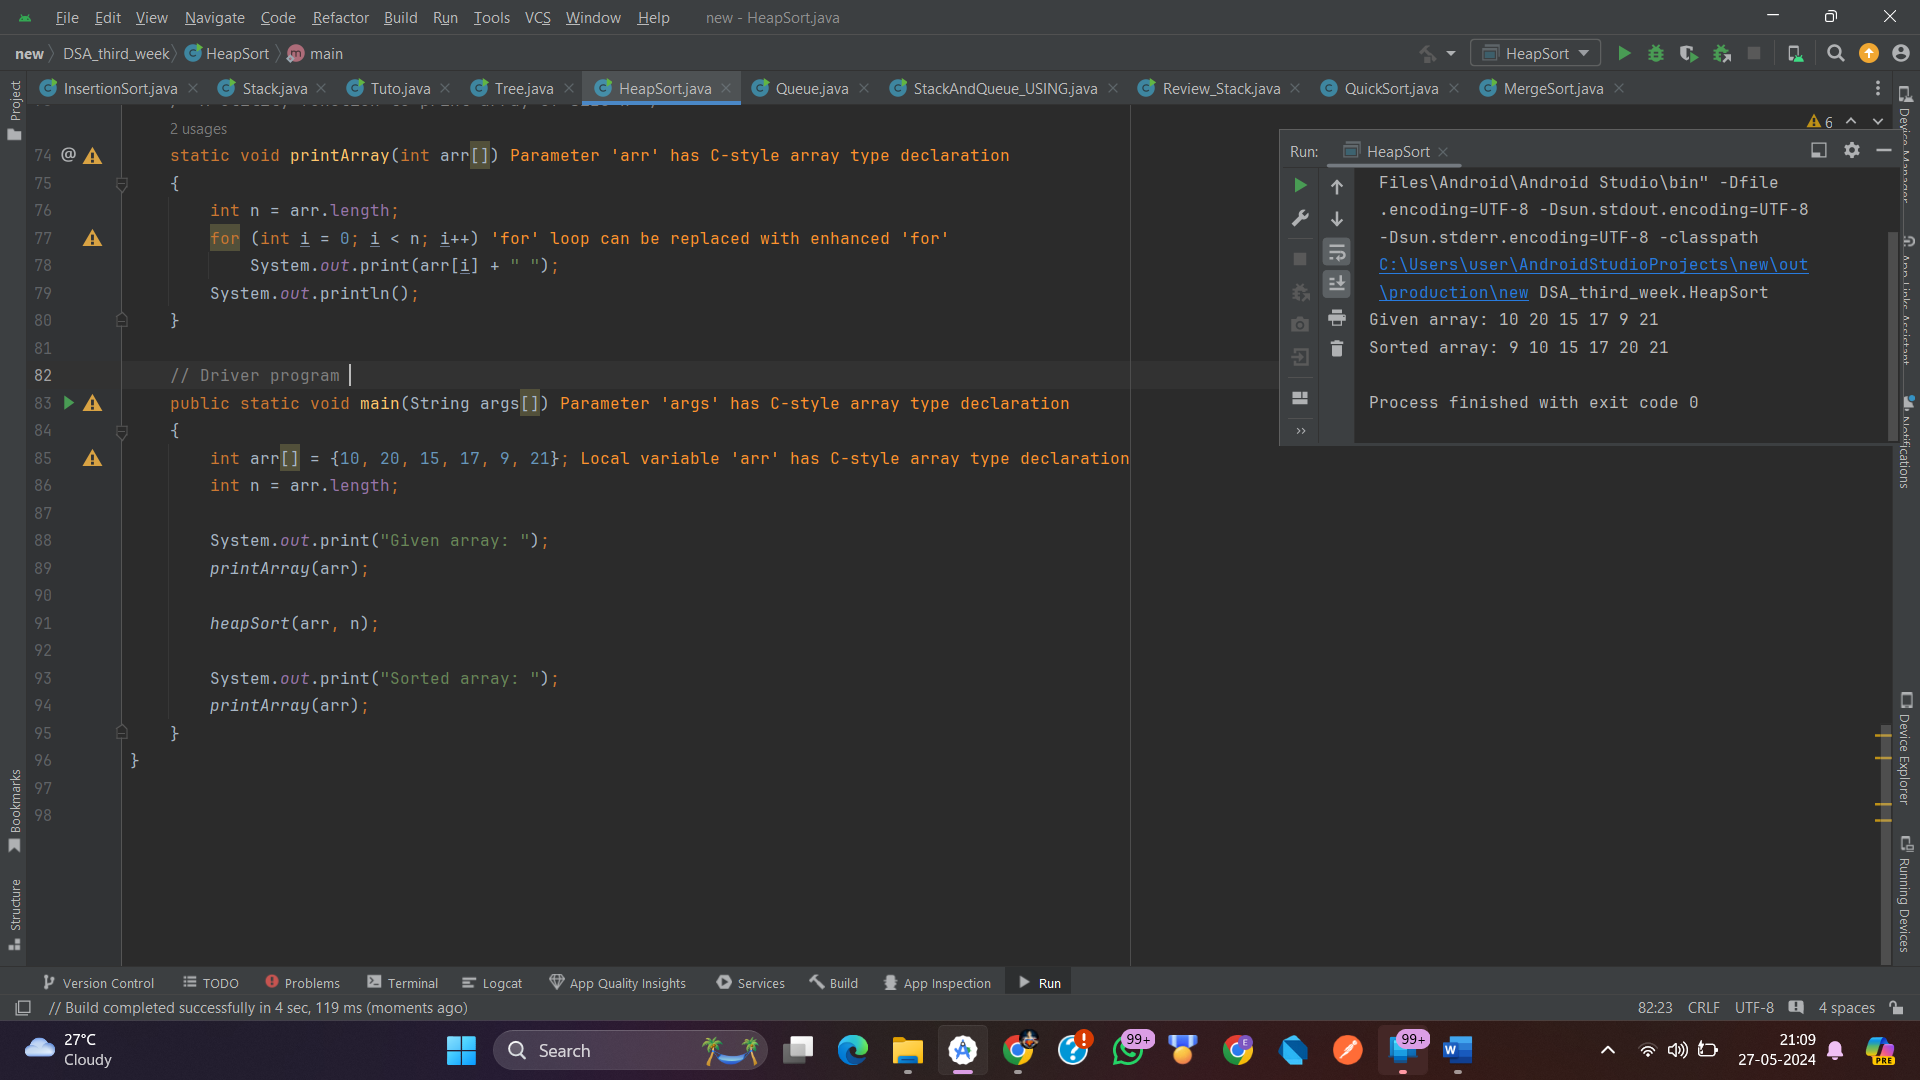 File Edit View Navigate Code Refactor Build Run Tools VCS Window Help new - HeapSort.java
new DSA_third_week HeapSort m main
HeapSort
InsertionSort.java Stack.java Tuto.java Tree.java HeapSort.java Queue.java StackAndQueue_USING.java Review_Stack.java QuickSort.java MergeSort.java
Project
2 usages
6
74 @ static void printArray(int arr[]) Parameter 'arr' has C-style array type declaration
75 {
76 int n = arr.length;
77 for (int i = 0; i < n; i++) 'for' loop can be replaced with enhanced 'for'
78 System.out.print(arr[i] + " ");
79 System.out.println();
80 }
81
82 // Driver program
83 public static void main(String args[]) Parameter 'args' has C-style array type declaration
84 {
85 int arr[] = {10, 20, 15, 17, 9, 21}; Local variable 'arr' has C-style array type declaration
86 int n = arr.length;
87
88 System.out.print("Given array: ");
89 printArray(arr);
90
91 heapSort(arr, n);
92
93 System.out.print("Sorted array: ");
94 printArray(arr);
95 }
96 }
97
98
Run: HeapSort
Files\Android\Android Studio\bin" -Dfile
.encoding=UTF-8 -Dsun.stdout.encoding=UTF-8
-Dsun.stderr.encoding=UTF-8 -classpath
C:\Users\user\AndroidStudioProjects\new\out
\production\new DSA_third_week.HeapSort
Given array: 10 20 15 17 9 21
Sorted array: 9 10 15 17 20 21
Process finished with exit code 0
Notifications
Device Explorer
Running Devices
Bookmarks
Structure
Version Control TODO Problems Terminal Logcat App Quality Insights Services Build App Inspection Run
// Build completed successfully in 4 sec, 119 ms (moments ago)
82:23 CRLF UTF-8 4 spaces
27°C
Cloudy
Search
99+
99+
21:09
27-05-2024
PRE